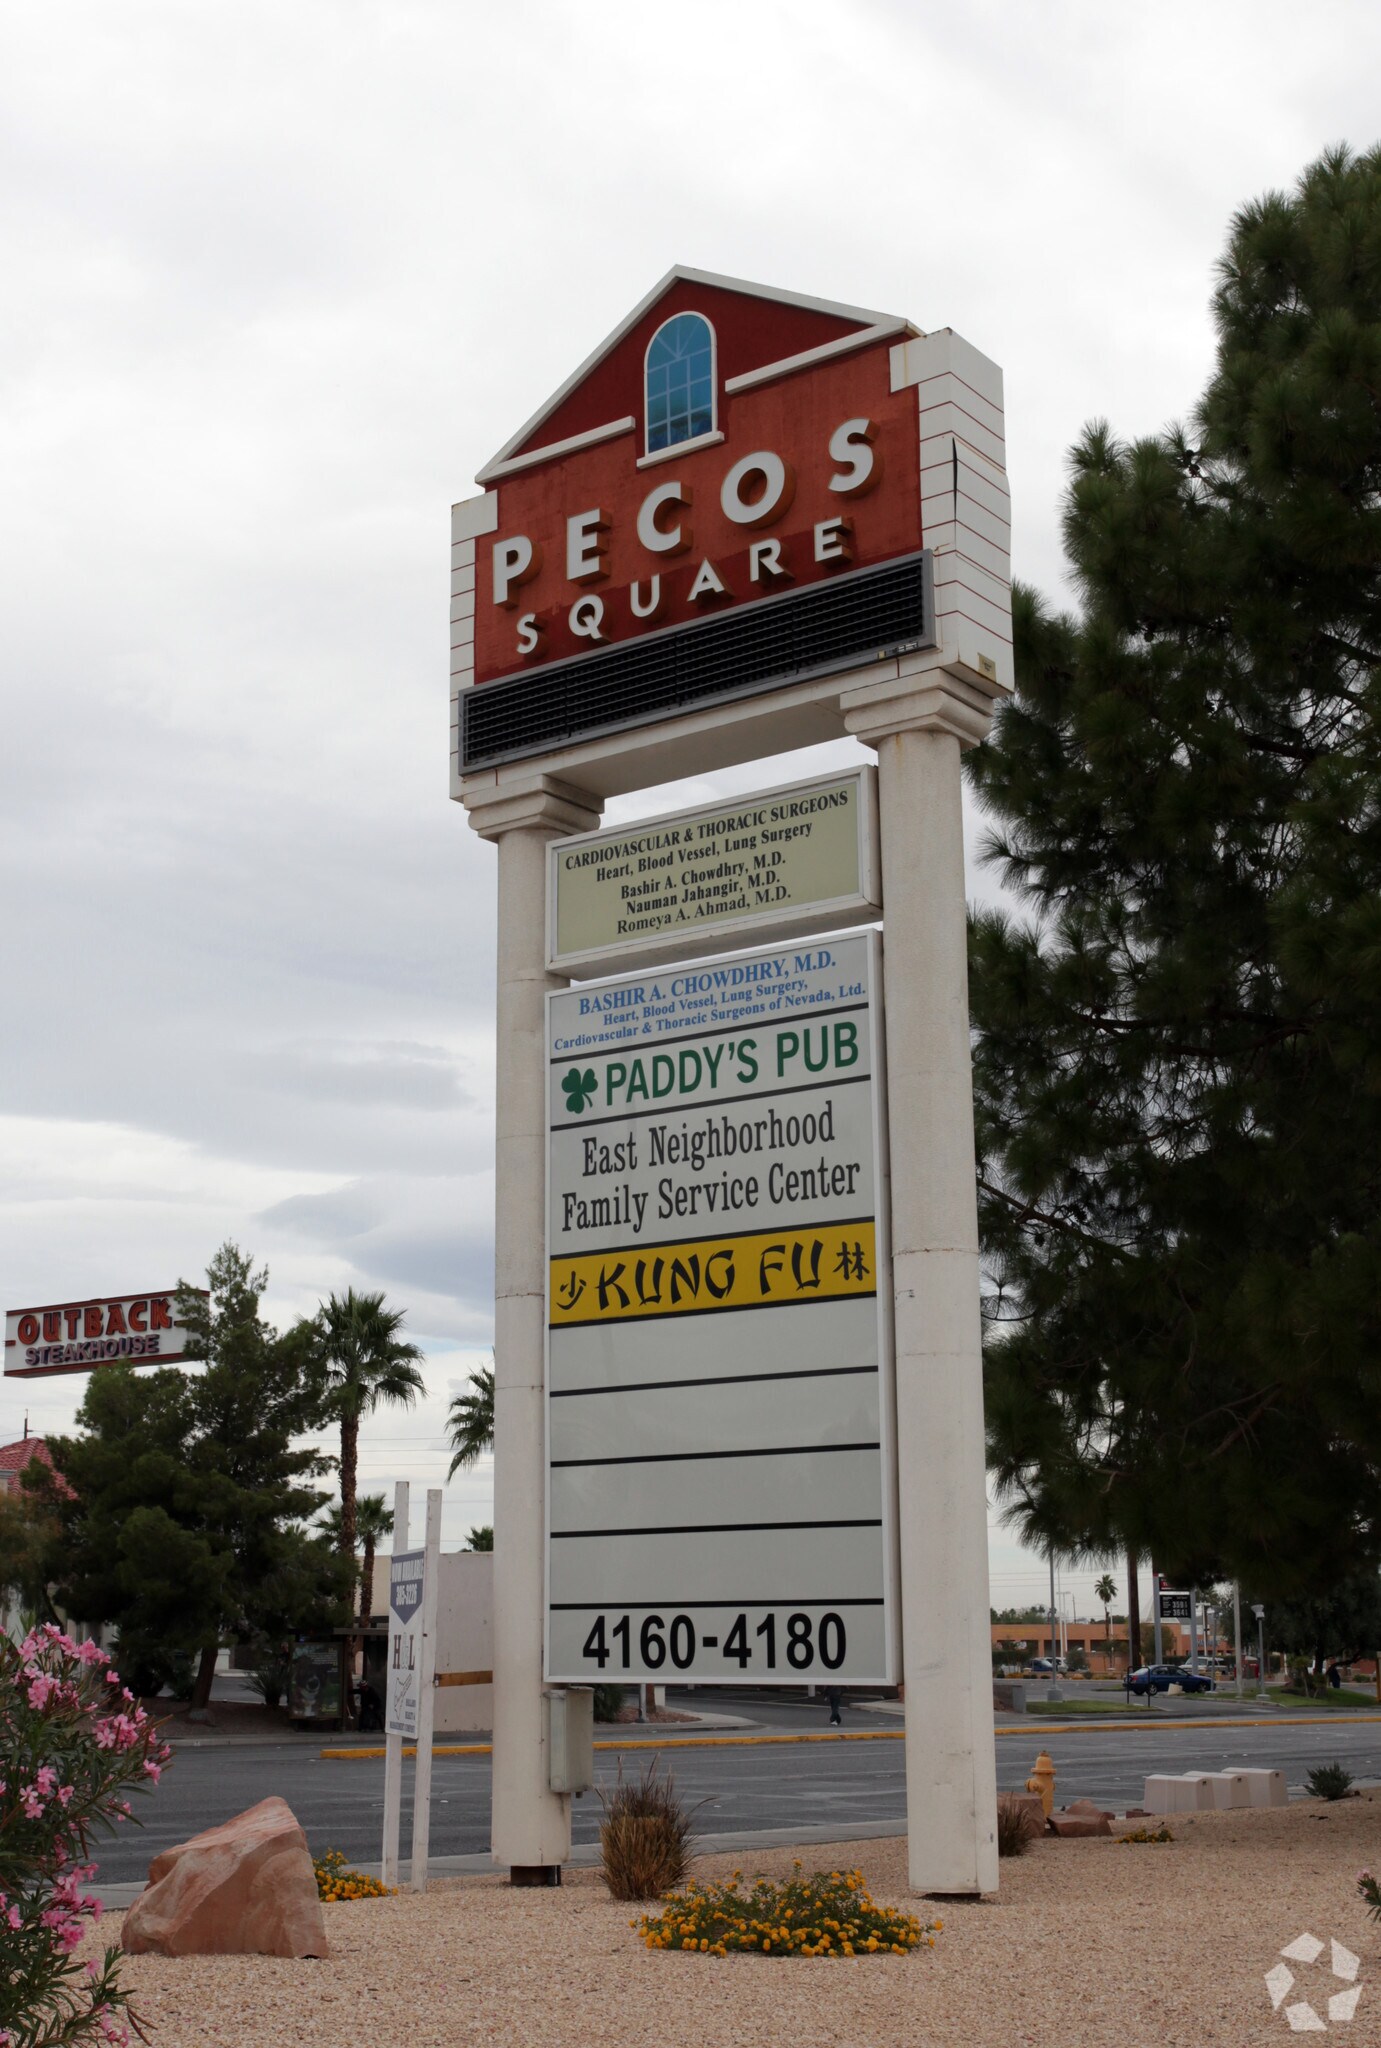 PECOS
SQUARE
CARDIOVASCULAR & THORACIC SURGEONS
Heart, Blood Vessel, Lung Surgery
Bashir A. Chowdhry, M.D.
Nauman Jahangir, M.D.
Romeya A. Ahmad, M.D.
BASHIR A. CHOWDHRY, M.D.
Heart, Blood Vessel, Lung Surgery,
Cardiovascular & Thoracic Surgeons of Nevada, Ltd.
PADDY'S PUB
East Neighborhood
Family Service Center
少 KUNG FU 林
4160-4180
OUTBACK
STEAKHOUSE
NOW AVAILABLE
H L